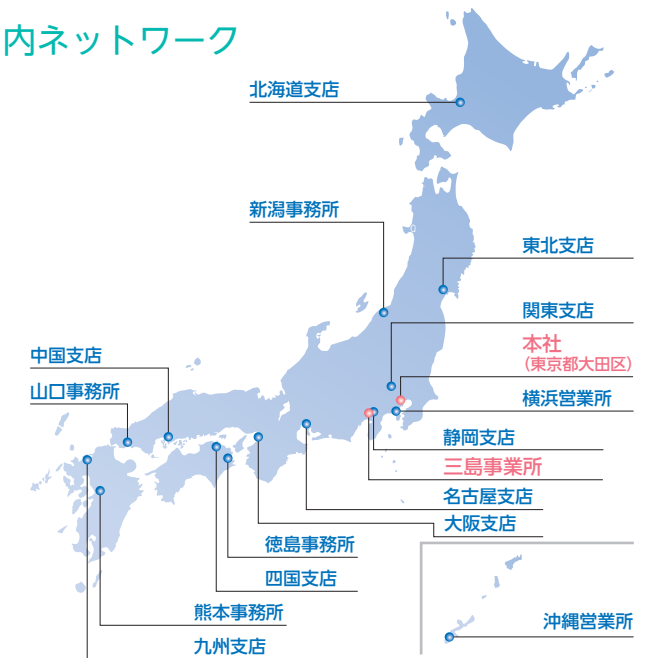 内ネットワーク
北海道支店
新潟事務所
東北支店
関東支店
本社
（東京都大田区）
中国支店
山口事務所
横浜営業所
静岡支店
三島事業所
名古屋支店
大阪支店
徳島事務所
四国支店
熊本事務所
九州支店
沖縄営業所